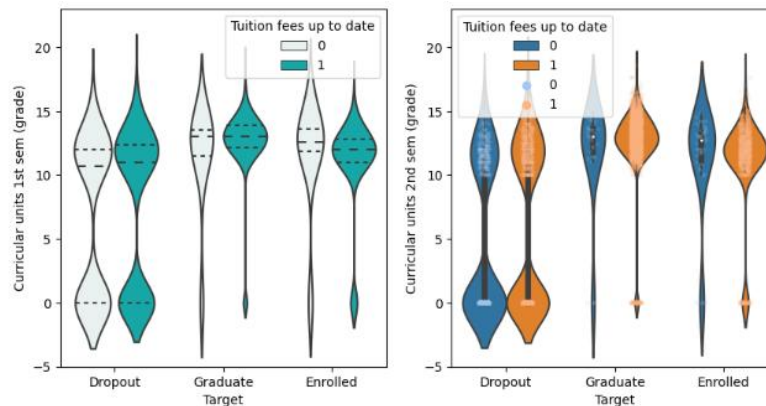 Tuition fees up to date
0
1
20
15
10
5
0
−5
Curricular units 1st sem (grade)
Dropout
Graduate
Enrolled
Target
Tuition fees up to date
0
1
0
1
20
15
10
5
0
−5
Curricular units 2nd sem (grade)
Dropout
Graduate
Enrolled
Target